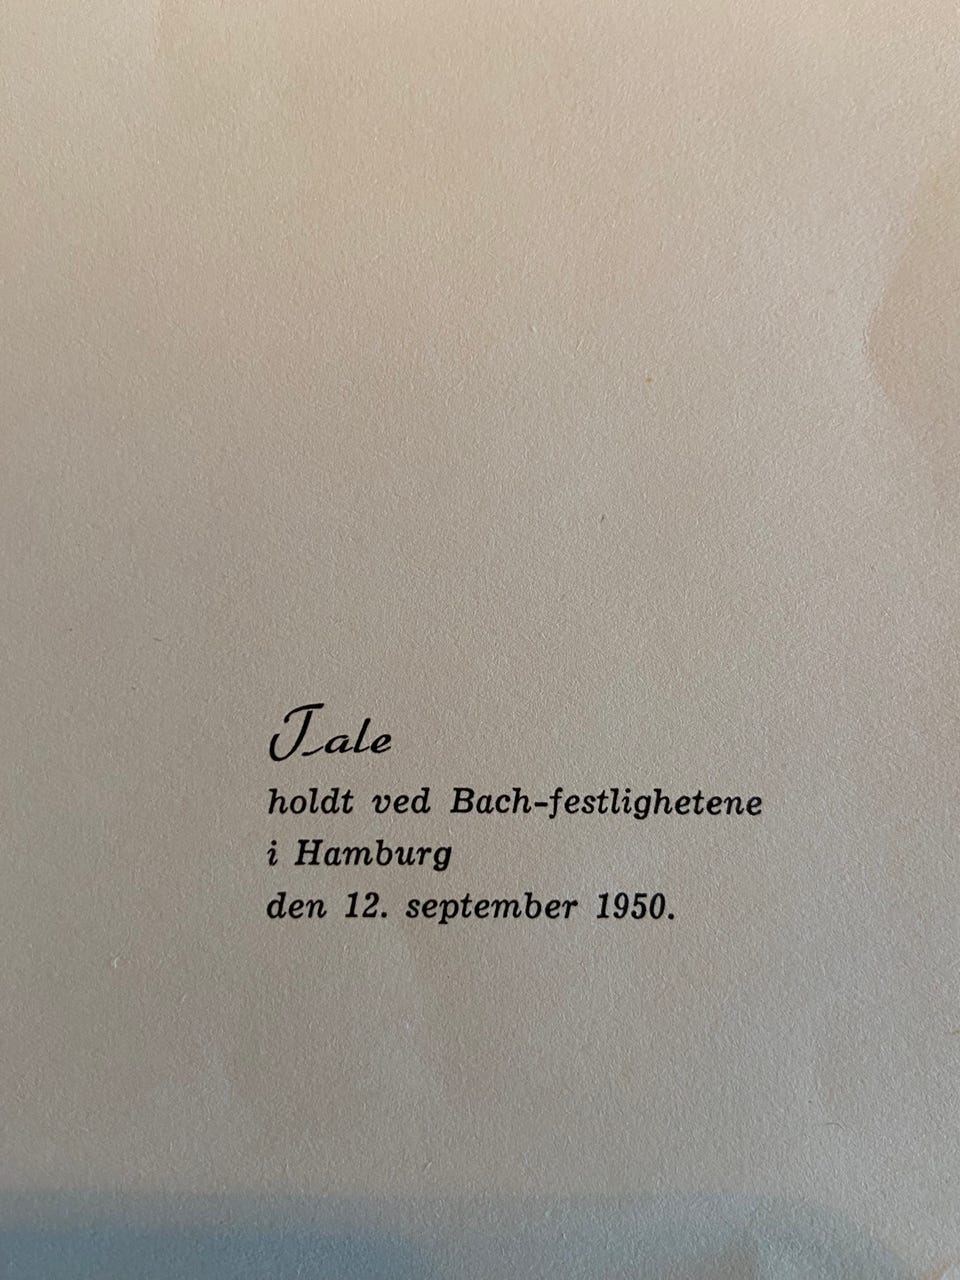 Tale
holdt ved Bach-festlighetene
i Hamburg
den 12. september 1950.